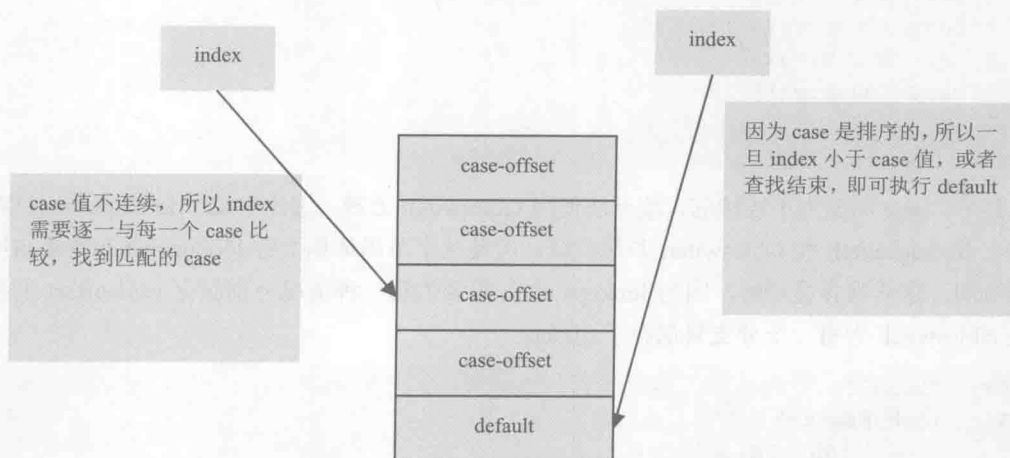 index
index
case 值不连续，所以 index
需要逐一与每一个 case 比
较，找到匹配的 case
case-offset
case-offset
case-offset
case-offset
default
因为 case 是排序的，所以一
旦 index 小于 case 值，或者
查找结束，即可执行 default